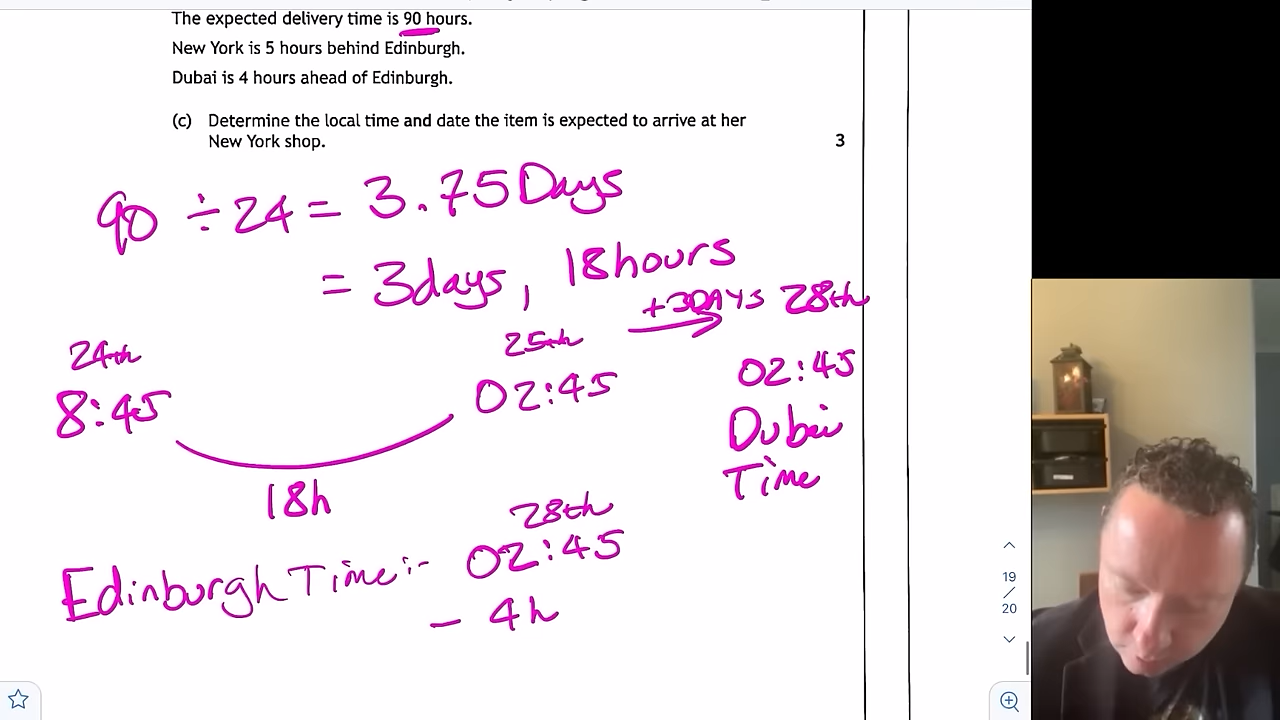 The expected delivery time is 90 hours.
New York is 5 hours behind Edinburgh.
Dubai is 4 hours ahead of Edinburgh.
(c) Determine the local time and date the item is expected to arrive at her
New York shop.
3
90 ÷ 24 = 3.75 Days
= 3days, 18hours
+3DAYS 28th
24th
25th
8:45
02:45
02:45
Dubai
Time
18h
28th
Edinburgh Time:- 02:45
- 4h
19
/
20